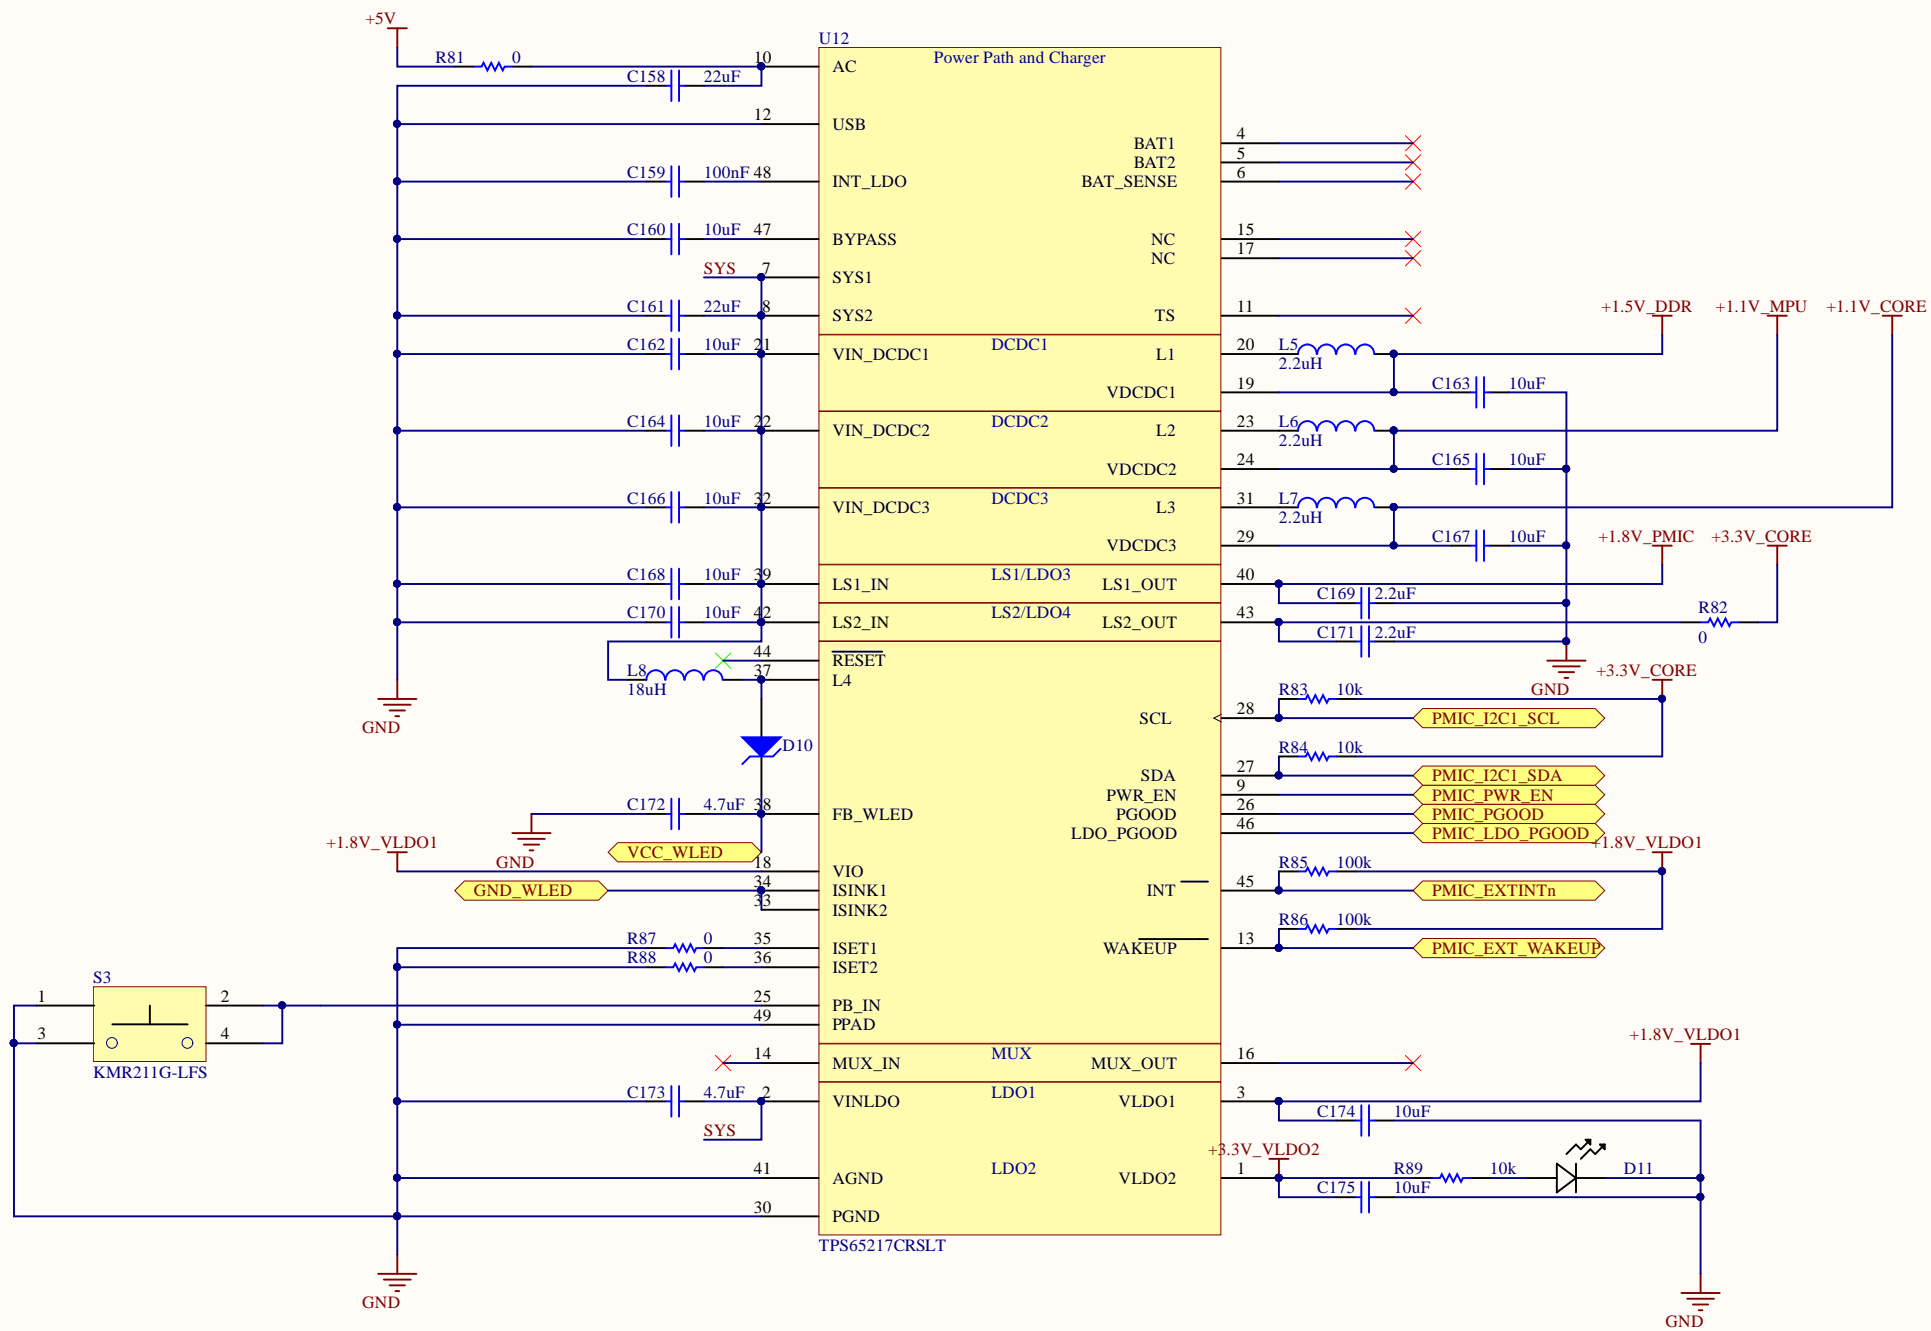 +5V
U12
R81 0 10 AC Power Path and Charger
C158 22uF
12 USB
4 BAT1
5 BAT2
C159 100nF 48 INT_LDO BAT_SENSE 6
C160 10uF 47 BYPASS NC 15
NC 17
SYS 7 SYS1
C161 22uF 8 SYS2 TS 11
+1.5V_DDR +1.1V_MPU +1.1V_CORE
C162 10uF 21 VIN_DCDC1 DCDC1 L1 20 L5
2.2uH
VDCDC1 19 C163 10uF
C164 10uF 22 VIN_DCDC2 DCDC2 L2 23 L6
2.2uH
VDCDC2 24 C165 10uF
C166 10uF 32 VIN_DCDC3 DCDC3 L3 31 L7
2.2uH
VDCDC3 29 C167 10uF
+1.8V_PMIC +3.3V_CORE
C168 10uF 39 LS1_IN LS1/LDO3 LS1_OUT 40
C169 2.2uF
C170 10uF 42 LS2_IN LS2/LDO4 LS2_OUT 43 R82
0
C171 2.2uF
44 RESET
L8 37 L4
18uH
GND
GND
+3.3V_CORE
R83 10k
SCL 28 PMIC_I2C1_SCL
D10
R84 10k
SDA 27 PMIC_I2C1_SDA
PWR_EN 9 PMIC_PWR_EN
C172 4.7uF 38 FB_WLED PGOOD 26 PMIC_PGOOD
LDO_PGOOD 46 PMIC_LDO_PGOOD
+1.8V_VLDO1
GND
VCC_WLED
+1.8V_VLDO1
18 VIO R85 100k
GND_WLED 34 ISINK1 INT 45 PMIC_EXTINTn
33 ISINK2
R86 100k
R87 0 35 ISET1 WAKEUP 13 PMIC_EXT_WAKEUP
R88 0 36 ISET2
S3
1 2 25 PB_IN
49 PPAD
3 4
KMR211G-LFS
14 MUX_IN MUX MUX_OUT 16
+1.8V_VLDO1
C173 4.7uF 2 VINLDO LDO1 VLDO1 3
C174 10uF
SYS
+3.3V_VLDO2
41 AGND LDO2 VLDO2 1 R89 10k D11
C175 10uF
30 PGND
TPS65217CRSLT
GND
GND